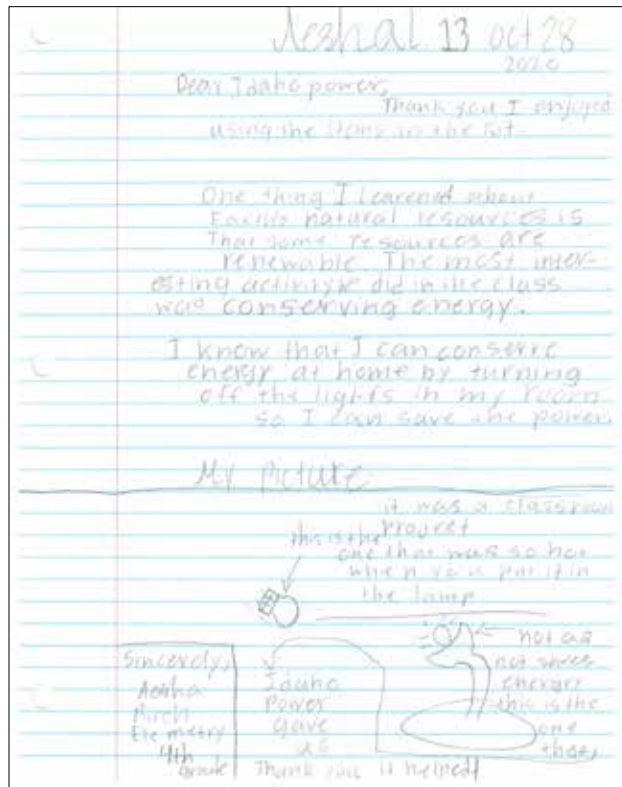 13 oct 28
2020
Dear Idaho power,
Thank you I enjoyed
using the items in the kit.
One thing I learened about
Earths natural resources is
That some resources are
renewable. The most inter-
esting activity we did in the class
was conserving energy.
I know that I can conserve
energy at home by turning
off the lights in my room
so I can save the power.
My Picture
it was a classroom
Project
this is the
one that was so hot
when you put it in
the lamp
not as
hot saves
energy
this is the
one
that
Sincerely,
4th
grade
Idaho
Power
gave
us
Thank you it helped!